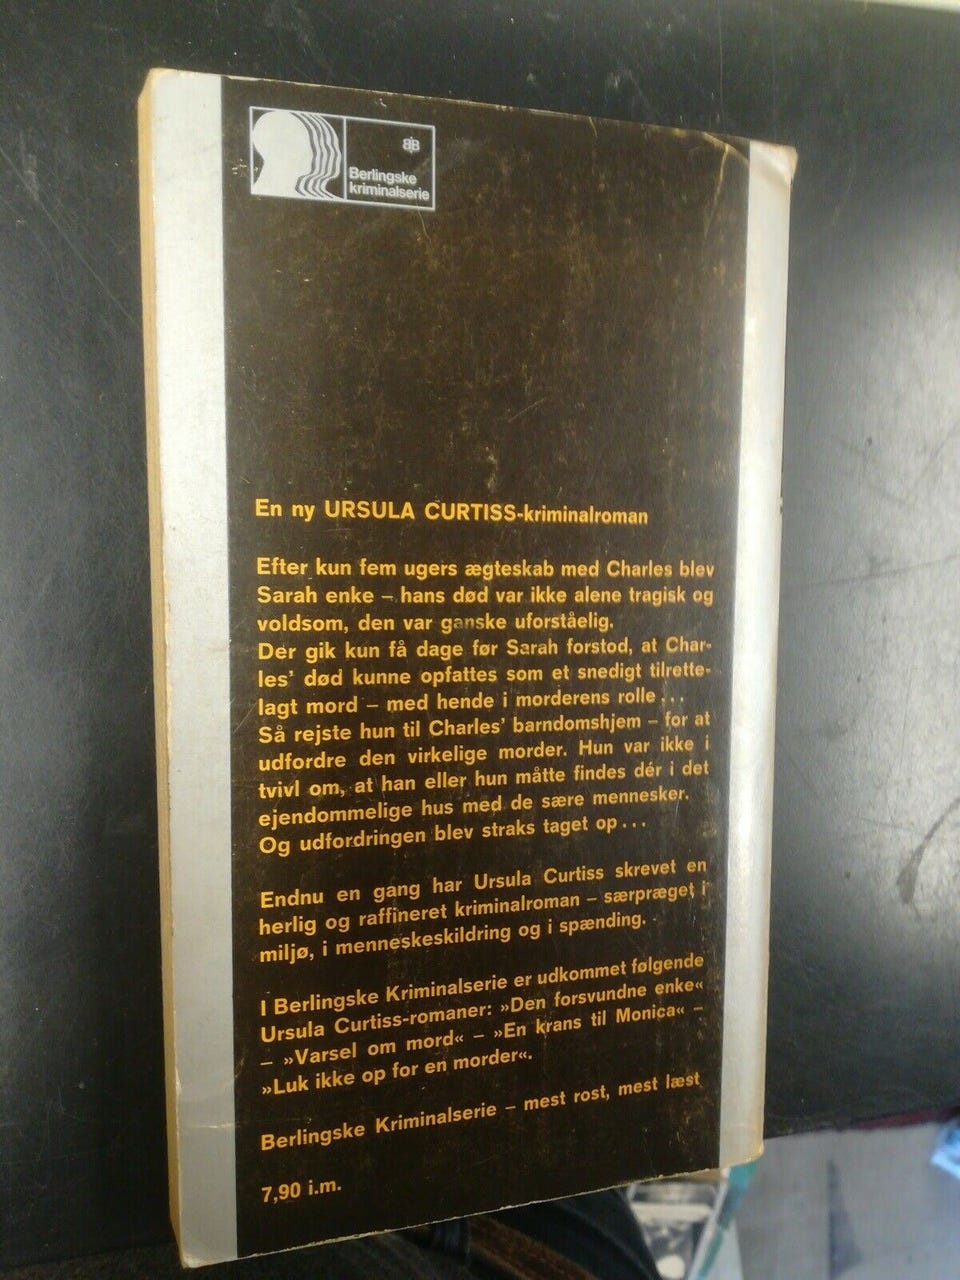 BB
Berlingske
kriminalserie
En ny URSULA CURTISS-kriminalroman
Efter kun fem ugers ægteskab med Charles blev
Sarah enke – hans død var ikke alene tragisk og
voldsom, den var ganske uforståelig.
Der gik kun få dage før Sarah forstod, at Char-
les’ død kunne opfattes som et snedigt tilrette-
lagt mord – med hende i morderens rolle...
Så rejste hun til Charles’ barndomshjem – for at
udfordre den virkelige morder. Hun var ikke i
tvivl om, at han eller hun måtte findes dér i det
ejendommelige hus med de sære mennesker.
Og udfordringen blev straks taget op...
Endnu en gang har Ursula Curtiss skrevet en
herlig og raffineret kriminalroman – særpræget i
miljø, i menneskeskildring og i spænding.
I Berlingske Kriminalserie er udkommet følgende
Ursula Curtiss-romaner: »Den forsvundne enke«
– »Varsel om mord« – »En krans til Monica« –
»Luk ikke op for en morder«.
Berlingske Kriminalserie – mest rost, mest læst
7,90 i.m.